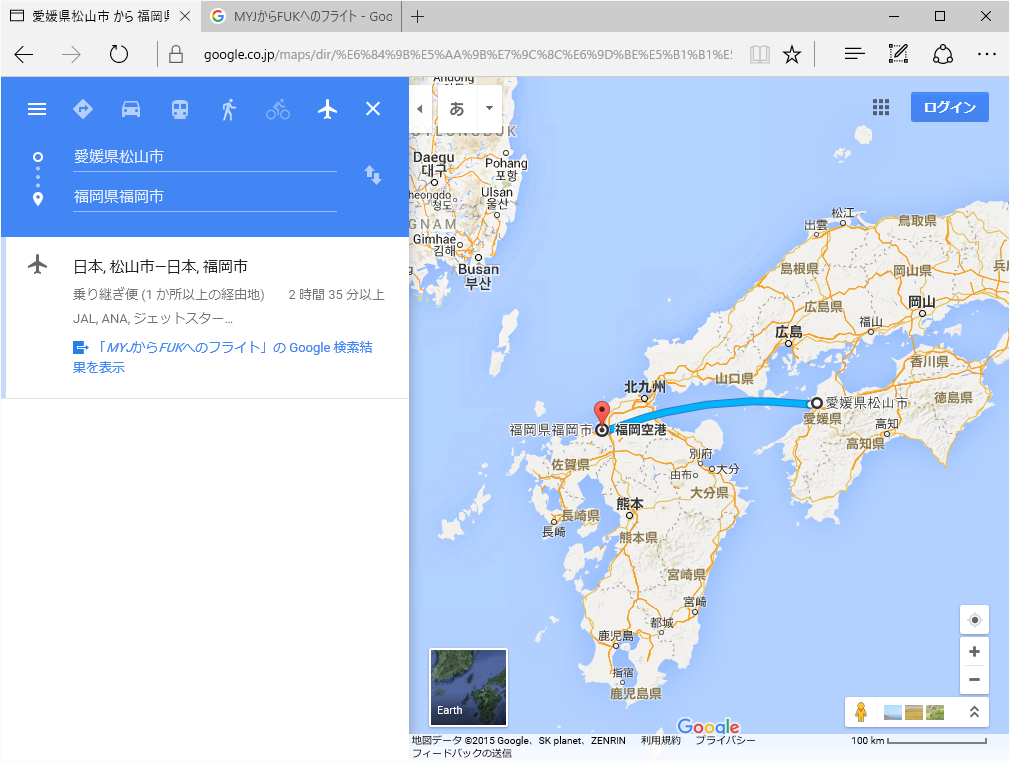 愛媛県松山市 から 福岡県
MYJからFUKへのフライト - Goo
google.co.jp/maps/dir/%E6%84%9B%E5%AA%9B%E7%9C%8C%E6%9D%BE%E5%B1%B1%E5
愛媛県松山市
福岡県福岡市
日本, 松山市–日本, 福岡市
乗り継ぎ便 (1 か所以上の経由地) 2 時間 35 分以上
JAL, ANA, ジェットスター...
「MYJからFUKへのフライト」の Google 検索結
果を表示
あ
ログイン
Andong
안동
GYEONGBUK
Daegu
대구
Pohang
포항
Cheongdo
청도
Ulsan
울산
GNAM
Gimhae
김해
Busan
부산
松江
出雲
鳥取県
島根県
岡山県
兵庫
広島県
岡山
福山
広島
香川県
山口県
北九州
愛媛県松山市
徳島県
愛媛県
高知
高知県
福岡県福岡市
福岡空港
別府
佐賀県
由布
大分
大分県
熊本
長崎県
長崎
熊本県
宮崎県
宮崎
都城
鹿児島
指宿
鹿児島県
Earth
Google
地図データ ©2015 Google、SK planet、ZENRIN 利用規約 プライバシー 100 km
フィードバックの送信